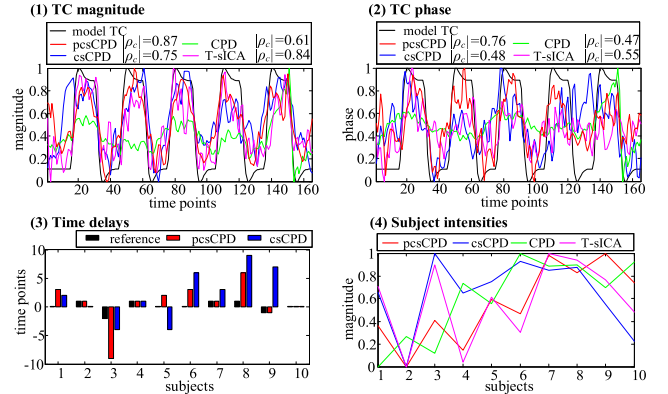 (1) TC magnitude
model TC
pcsCPD |ρc|=0.87 CPD |ρc|=0.61
csCPD |ρc|=0.75 T-sICA |ρc|=0.84
1
0.8
0.6
0.4
0.2
0
magnitude
20 40 60 80 100 120 140 160
time points
(2) TC phase
model TC
pcsCPD |ρc|=0.76 CPD |ρc|=0.47
csCPD |ρc|=0.48 T-sICA |ρc|=0.55
1
0.8
0.6
0.4
0.2
0
phase
20 40 60 80 100 120 140 160
time points
(3) Time delays
reference pcsCPD csCPD
10
5
0
-5
-10
time points
1 2 3 4 5 6 7 8 9 10
subjects
(4) Subject intensities
pcsCPD csCPD CPD T-sICA
1
0.8
0.6
0.4
0.2
0
magnitude
1 2 3 4 5 6 7 8 9 10
subjects